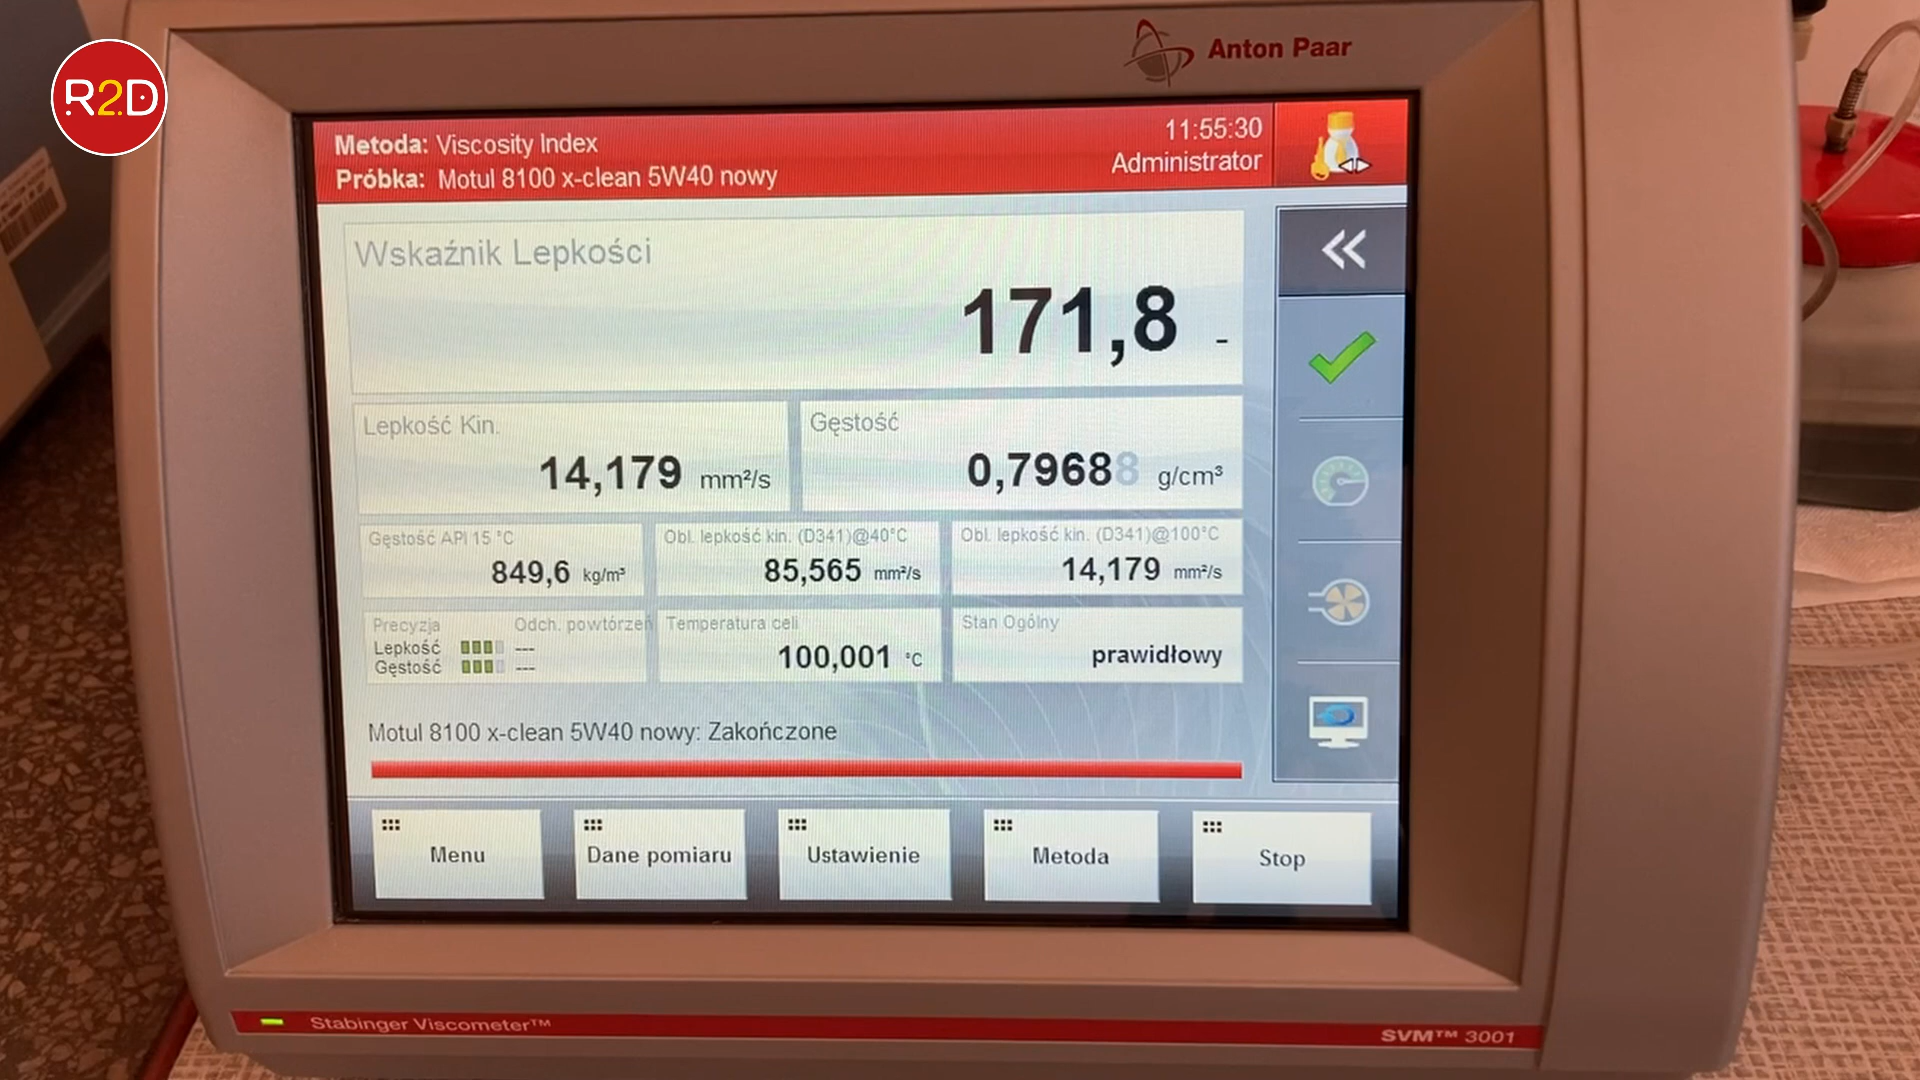 R2D
Anton Paar
Metoda: Viscosity Index
Próbka: Motul 8100 x-clean 5W40 nowy
11:55:30
Administrator
Wskaźnik Lepkości
171,8 -
Lepkość Kin.
14,179 mm²/s
Gęstość
0,79688 g/cm³
Gęstość API 15 °C
849,6 kg/m³
Obl. lepkość kin. (D341)@40°C
85,565 mm²/s
Obl. lepkość kin. (D341)@100°C
14,179 mm²/s
Precyzja Odch. powtórzeń
Lepkość ---
Gęstość ---
Temperatura celi
100,001 °C
Stan Ogólny
prawidłowy
Motul 8100 x-clean 5W40 nowy: Zakończone
Menu
Dane pomiaru
Ustawienie
Metoda
Stop
Stabinger Viscometer™
SVM™ 3001